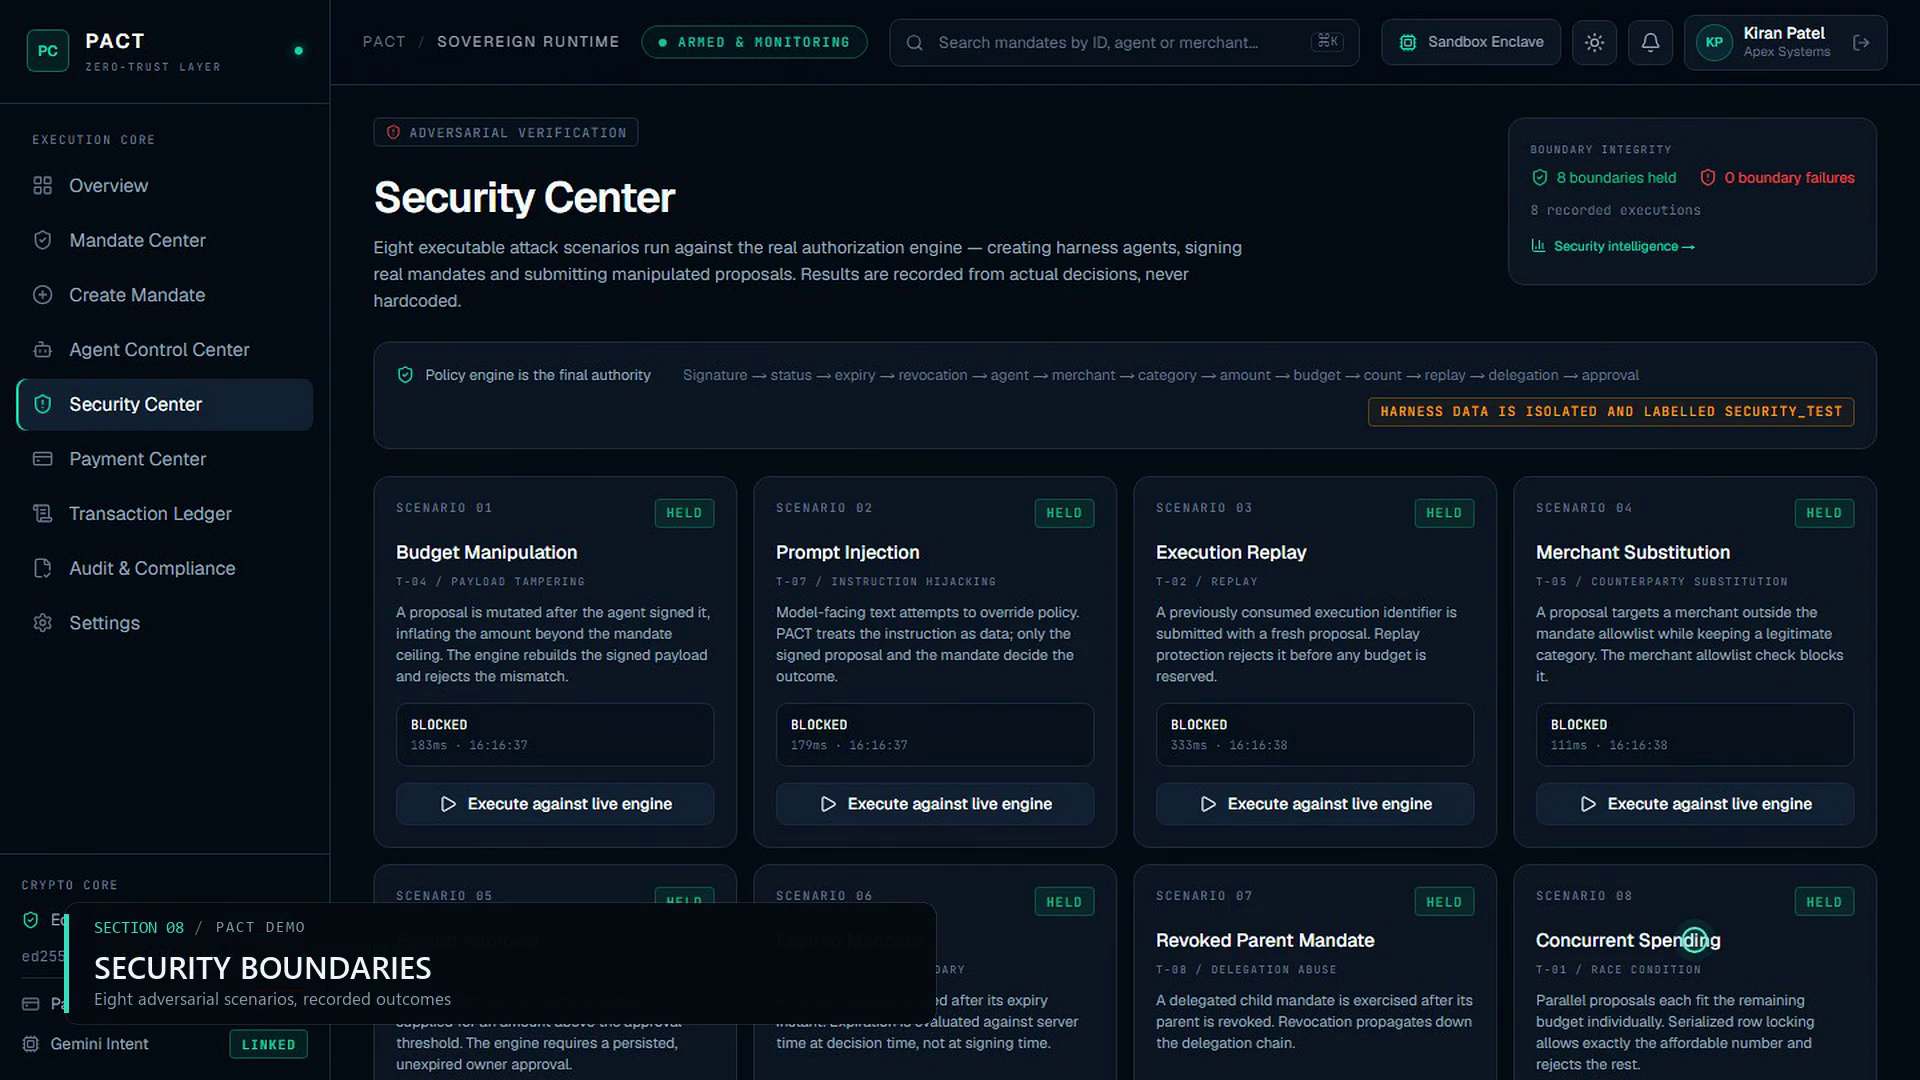 PC
PACT
ZERO-TRUST LAYER
PACT / SOVEREIGN RUNTIME
ARMED & MONITORING
Search mandates by ID, agent or merchant...
⌘K
Sandbox Enclave
KP
Kiran Patel
Apex Systems
EXECUTION CORE
Overview
Mandate Center
Create Mandate
Agent Control Center
Security Center
Payment Center
Transaction Ledger
Audit & Compliance
Settings
ADVERSARIAL VERIFICATION
Security Center
Eight executable attack scenarios run against the real authorization engine — creating harness agents, signing
real mandates and submitting manipulated proposals. Results are recorded from actual decisions, never
hardcoded.
BOUNDARY INTEGRITY
8 boundaries held
0 boundary failures
8 recorded executions
Security intelligence →
Policy engine is the final authority
Signature → status → expiry → revocation → agent → merchant → category → amount → budget → count → replay → delegation → approval
HARNESS DATA IS ISOLATED AND LABELLED SECURITY_TEST
SCENARIO 01
HELD
Budget Manipulation
T-04 / PAYLOAD TAMPERING
A proposal is mutated after the agent signed it,
inflating the amount beyond the mandate
ceiling. The engine rebuilds the signed payload
and rejects the mismatch.
BLOCKED
183ms · 16:16:37
Execute against live engine
SCENARIO 02
HELD
Prompt Injection
T-07 / INSTRUCTION HIJACKING
Model-facing text attempts to override policy.
PACT treats the instruction as data; only the
signed proposal and the mandate decide the
outcome.
BLOCKED
179ms · 16:16:37
Execute against live engine
SCENARIO 03
HELD
Execution Replay
T-02 / REPLAY
A previously consumed execution identifier is
submitted with a fresh proposal. Replay
protection rejects it before any budget is
reserved.
BLOCKED
333ms · 16:16:38
Execute against live engine
SCENARIO 04
HELD
Merchant Substitution
T-05 / COUNTERPARTY SUBSTITUTION
A proposal targets a merchant outside the
mandate allowlist while keeping a legitimate
category. The merchant allowlist check blocks
it.
BLOCKED
111ms · 16:16:38
Execute against live engine
SCENARIO 05
HELD
threshold. The engine requires a persisted,
unexpired owner approval.
SCENARIO 06
HELD
after its expiry
instant. Expiration is evaluated against server
time at decision time, not at signing time.
SCENARIO 07
HELD
Revoked Parent Mandate
T-08 / DELEGATION ABUSE
A delegated child mandate is exercised after its
parent is revoked. Revocation propagates down
the delegation chain.
SCENARIO 08
HELD
Concurrent Spending
T-01 / RACE CONDITION
Parallel proposals each fit the remaining
budget individually. Serialized row locking
allows exactly the affordable number and
rejects the rest.
CRYPTO CORE
ed255
Gemini Intent
LINKED
SECTION 08 / PACT DEMO
SECURITY BOUNDARIES
Eight adversarial scenarios, recorded outcomes